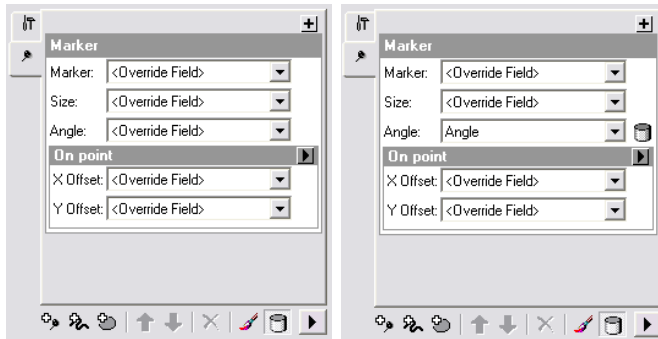 Marker
Marker: <Override Field>
Size: <Override Field>
Angle: <Override Field>
On point
X Offset: <Override Field>
Y Offset: <Override Field>
Marker
Marker: <Override Field>
Size: <Override Field>
Angle: Angle
On point
X Offset: <Override Field>
Y Offset: <Override Field>